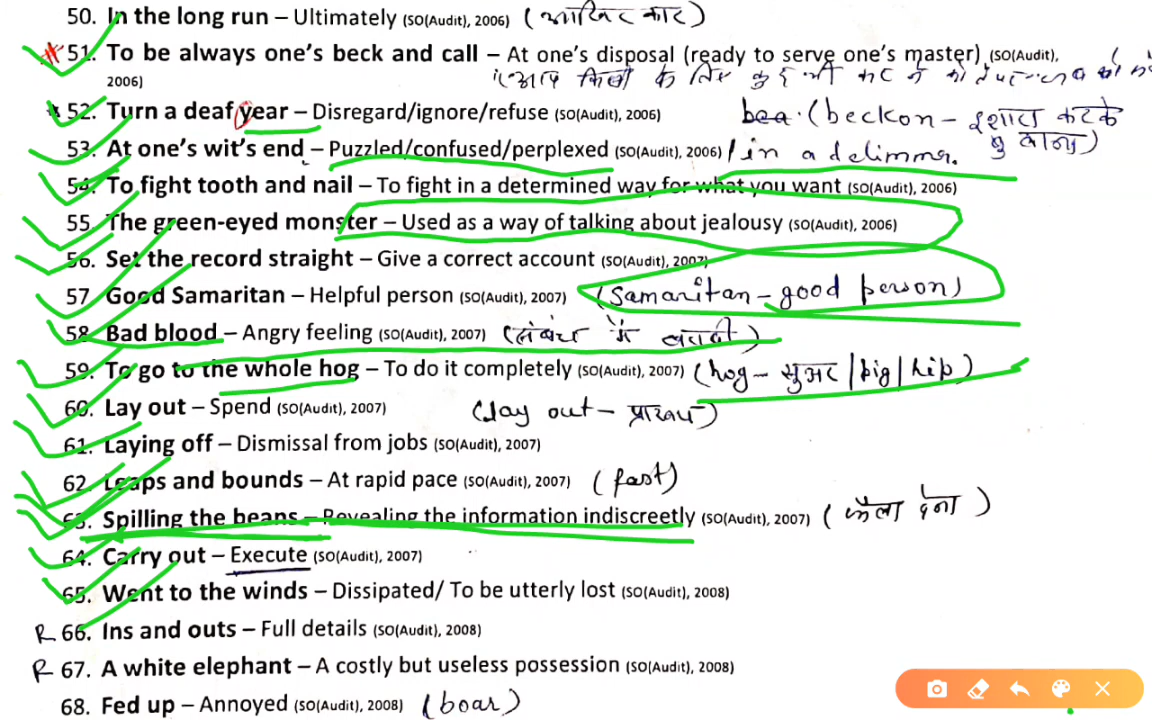 50. In the long run – Ultimately (SO(Audit), 2006) (आखिरकार)
51. To be always one's beck and call – At one's disposal (ready to serve one's master) (SO(Audit),
2006)
52. Turn a deaf year – Disregard/ignore/refuse (SO(Audit), 2006) (beckon – इशारा करके
53. At one's wit's end – Puzzled/confused/perplexed (SO(Audit), 2006) / in a delimma.
54. To fight tooth and nail – To fight in a determined way for what you want (SO(Audit), 2006)
55. The green-eyed monster – Used as a way of talking about jealousy (SO(Audit), 2006)
56. Set the record straight – Give a correct account (SO(Audit), 2007)
57. Good Samaritan – Helpful person (SO(Audit), 2007) (Samaritan – good person)
58. Bad blood – Angry feeling (SO(Audit), 2007)
59. To go to the whole hog – To do it completely (SO(Audit), 2007) (hog – सुअर/pig/
60. Lay out – Spend (SO(Audit), 2007) (lay out –
61. Laying off – Dismissal from jobs (SO(Audit), 2007)
62. Leaps and bounds – At rapid pace (SO(Audit), 2007) (fast)
63. Spilling the beans – Revealing the information indiscreetly (SO(Audit), 2007) (फैला देना)
64. Carry out – Execute (SO(Audit), 2007)
65. Went to the winds – Dissipated/ To be utterly lost (SO(Audit), 2008)
R 66. Ins and outs – Full details (SO(Audit), 2008)
R 67. A white elephant – A costly but useless possession (SO(Audit), 2008)
68. Fed up – Annoyed (SO(Audit), 2008) (boar)